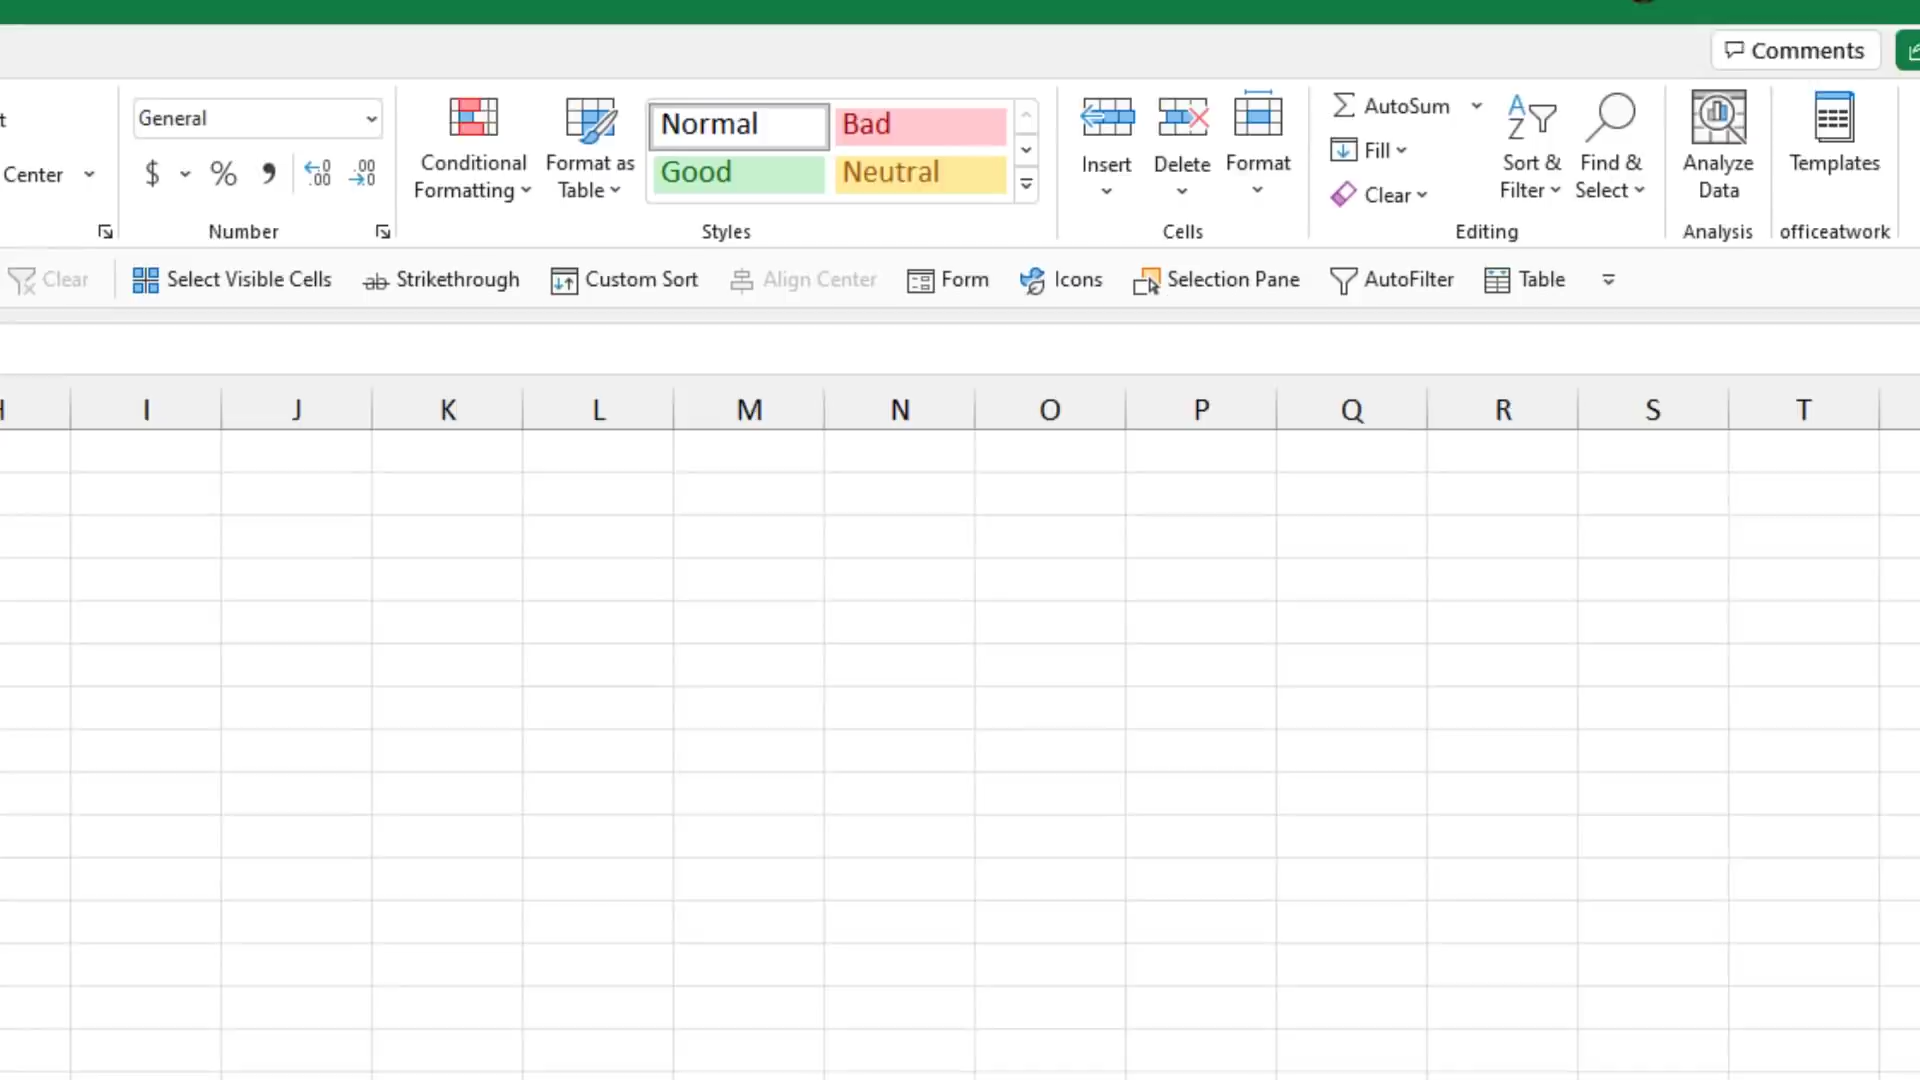 Comments
General
Normal
Bad
AutoSum
t
Conditional
Formatting
Format as
Table
Insert
Delete
Format
Fill
Sort &
Filter
Find &
Select
Analyze
Data
Templates
Center
$ % ,
Good
Neutral
Clear
Number
Styles
Cells
Editing
Analysis
officeatwork
Clear
Select Visible Cells
ab Strikethrough
Custom Sort
Align Center
Form
Icons
Selection Pane
AutoFilter
Table
H I J K L M N O P Q R S T